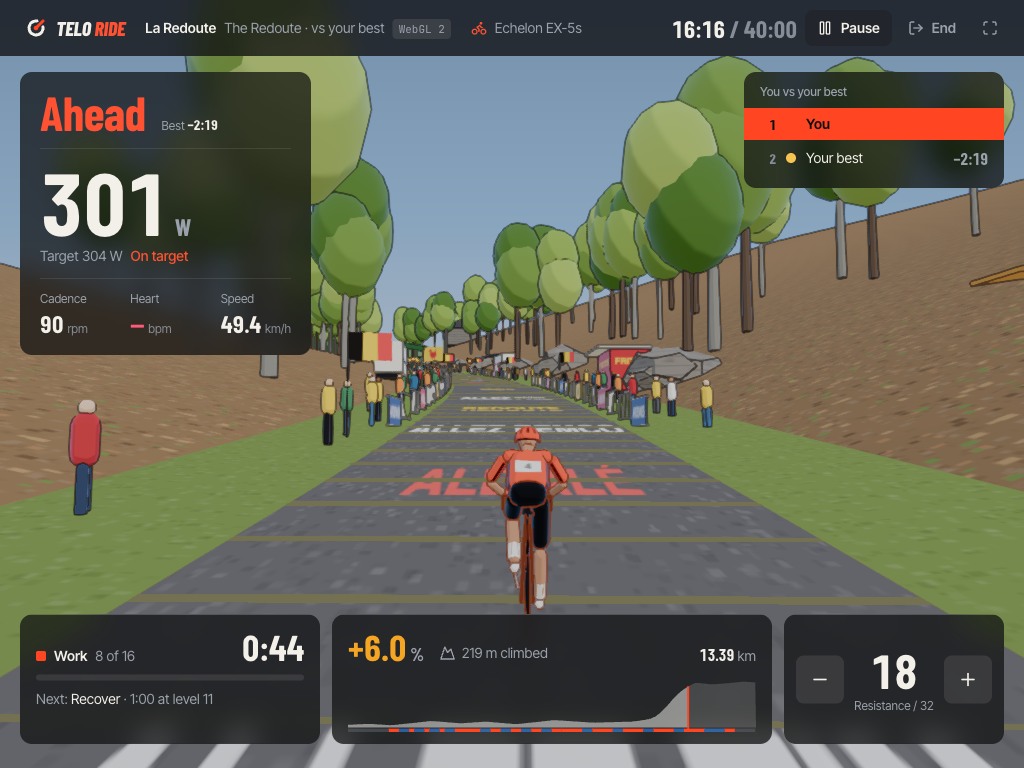 TELO RIDE La Redoute The Redoute · vs your best WebGL 2 Echelon EX-5s 16:16 / 40:00 Pause End
Ahead Best −2:19
301 W
Target 304 W On target
Cadence Heart Speed
90 rpm – bpm 49.4 km/h
You vs your best
1 You
2 Your best −2:19
ALLEZ
REDOUTE
4
Work 8 of 16 0:44
Next: Recover · 1:00 at level 11
+6.0 % 219 m climbed 13.39 km
− 18 +
Resistance / 32